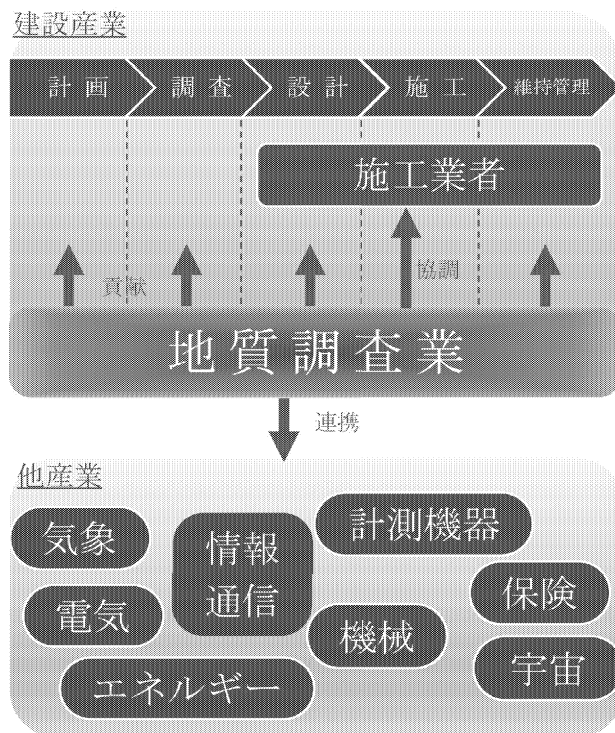 建設産業
計画 調査 設計 施工 維持管理
施工業者
貢献 協調
地質調査業
連携
他産業
気象
情報
通信
計測機器
電気
保険
機械
宇宙
エネルギー